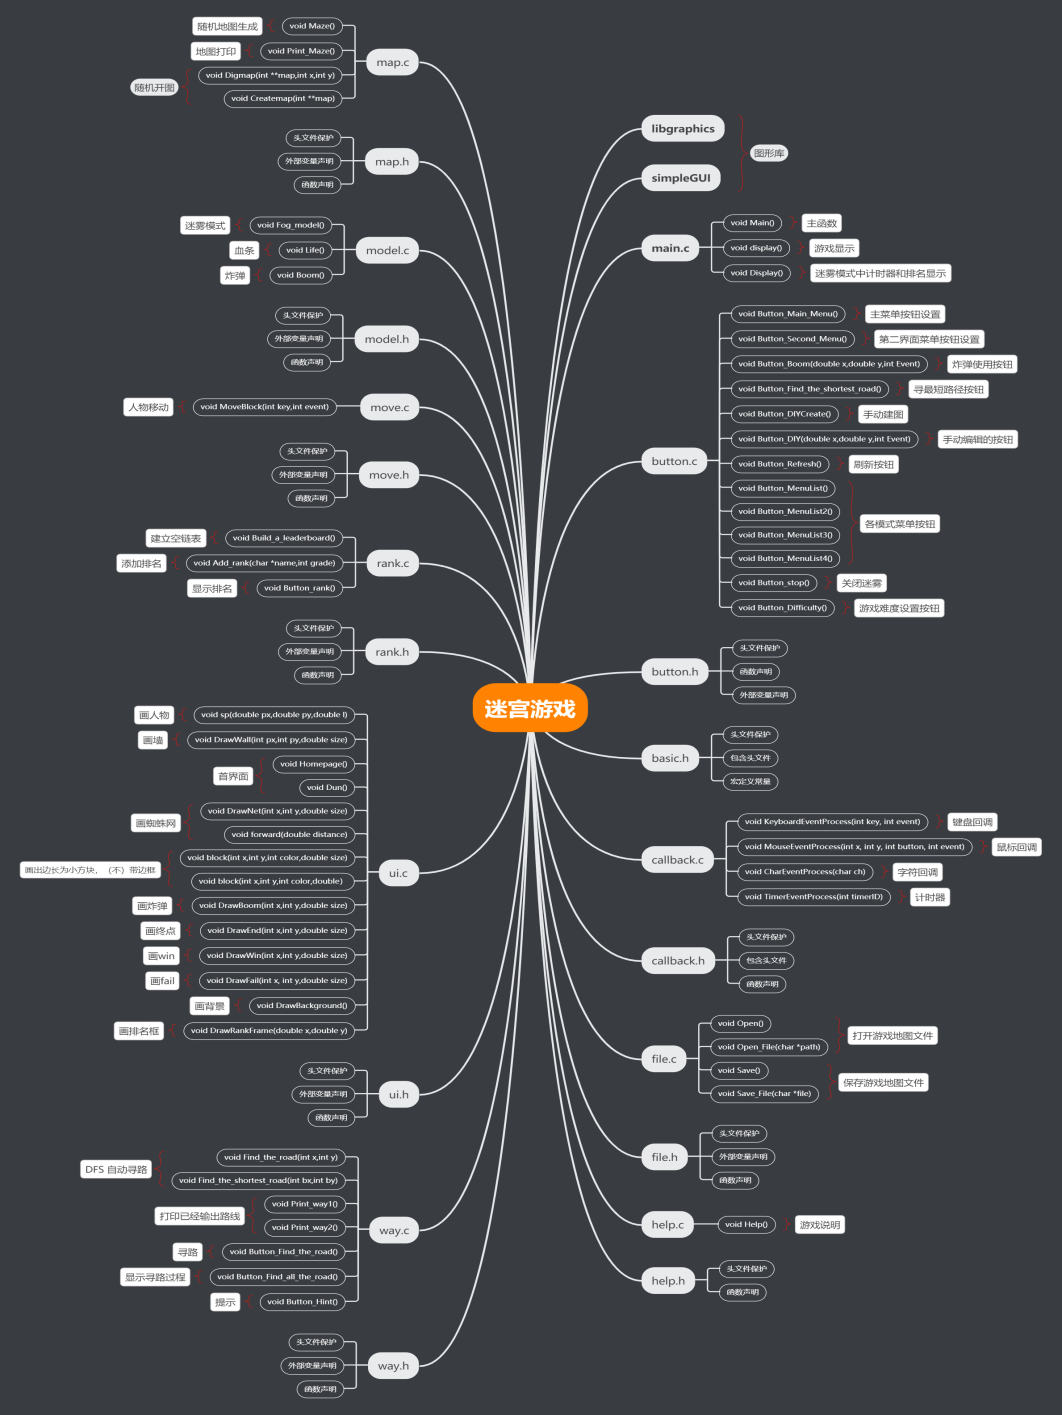 迷宫游戏
libgraphics
simpleGUI
图形库
main.c
void Main()
主函数
void display()
游戏显示
void Display()
迷雾模式中计时器和排名显示
button.c
void Button_Main_Menu()
主菜单按钮设置
void Button_Second_Menu()
第二界面菜单按钮设置
void Button_Boom(double x,double y,int Event)
炸弹使用按钮
void Button_Find_the_shortest_road()
寻最短路径按钮
void Button_DIYCreate()
手动建图
void Button_DIY(double x,double y,int Event)
手动编辑的按钮
void Button_Refresh()
刷新按钮
void Button_MenuList()
void Button_MenuList2()
void Button_MenuList3()
void Button_MenuList4()
各模式菜单按钮
void Button_stop()
关闭迷雾
void Button_Difficulty()
游戏难度设置按钮
button.h
头文件保护
函数声明
外部变量声明
basic.h
头文件保护
包含头文件
宏定义常量
callback.c
void KeyboardEventProcess(int key, int event)
键盘回调
void MouseEventProcess(int x, int y, int button, int event)
鼠标回调
void CharEventProcess(char ch)
字符回调
void TimerEventProcess(int timerID)
计时器
callback.h
头文件保护
包含头文件
函数声明
file.c
void Open()
void Open_File(char *path)
打开游戏地图文件
void Save()
void Save_File(char *file)
保存游戏地图文件
file.h
头文件保护
外部变量声明
函数声明
help.c
void Help()
游戏说明
help.h
头文件保护
函数声明
map.c
void Maze()
随机地图生成
void Print_Maze()
地图打印
void Digmap(int **map,int x,int y)
void Createmap(int **map)
随机开图
map.h
头文件保护
外部变量声明
函数声明
model.c
void Fog_model()
迷雾模式
void Life()
血条
void Boom()
炸弹
model.h
头文件保护
外部变量声明
函数声明
move.c
void MoveBlock(int key,int event)
人物移动
move.h
头文件保护
外部变量声明
函数声明
rank.c
void Build_a_leaderboard()
建立空链表
void Add_rank(char *name,int grade)
添加排名
void Button_rank()
显示排名
rank.h
头文件保护
外部变量声明
函数声明
ui.c
void sp(double px,double py,double l)
画人物
void DrawWall(int px,int py,double size)
画墙
void Homepage()
void Dun()
首界面
void DrawNet(int x,int y,double size)
void forward(double distance)
画蜘蛛网
void block(int x,int y,int color,double size)
void block(int x,int y,int color,double)
画出边长为小方块，（不）带边框
void DrawBoom(int x,int y,double size)
画炸弹
void DrawEnd(int x,int y,double size)
画终点
void DrawWin(int x,int y,double size)
画win
void DrawFail(int x, int y,double size)
画fail
void DrawBackground()
画背景
void DrawRankFrame(double x,double y)
画排名框
ui.h
头文件保护
外部变量声明
函数声明
way.c
void Find_the_road(int x,int y)
void Find_the_shortest_road(int bx,int by)
DFS 自动寻路
void Print_way1()
void Print_way2()
打印已经输出路线
void Button_Find_the_road()
寻路
void Button_Find_all_the_road()
显示寻路过程
void Button_Hint()
提示
way.h
头文件保护
外部变量声明
函数声明